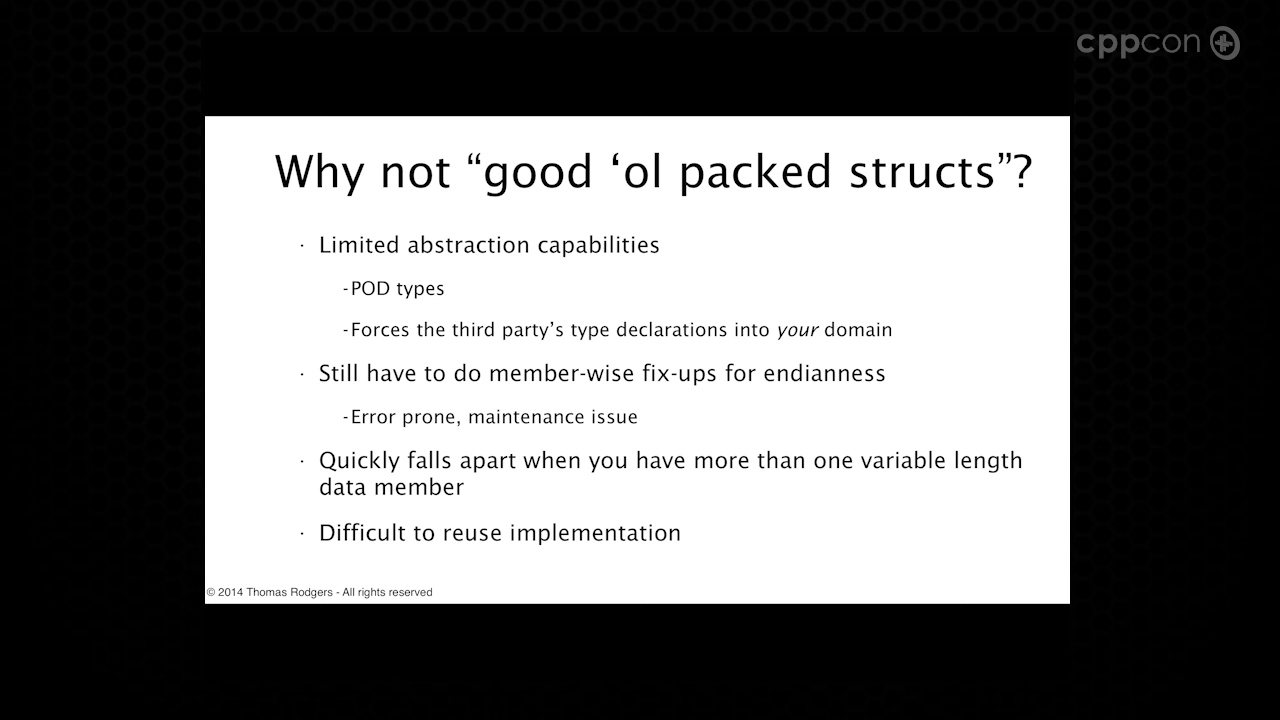 cppcon
Why not “good ‘ol packed structs”?
· Limited abstraction capabilities
-POD types
-Forces the third party’s type declarations into your domain
· Still have to do member-wise fix-ups for endianness
-Error prone, maintenance issue
· Quickly falls apart when you have more than one variable length
data member
· Difficult to reuse implementation
© 2014 Thomas Rodgers - All rights reserved